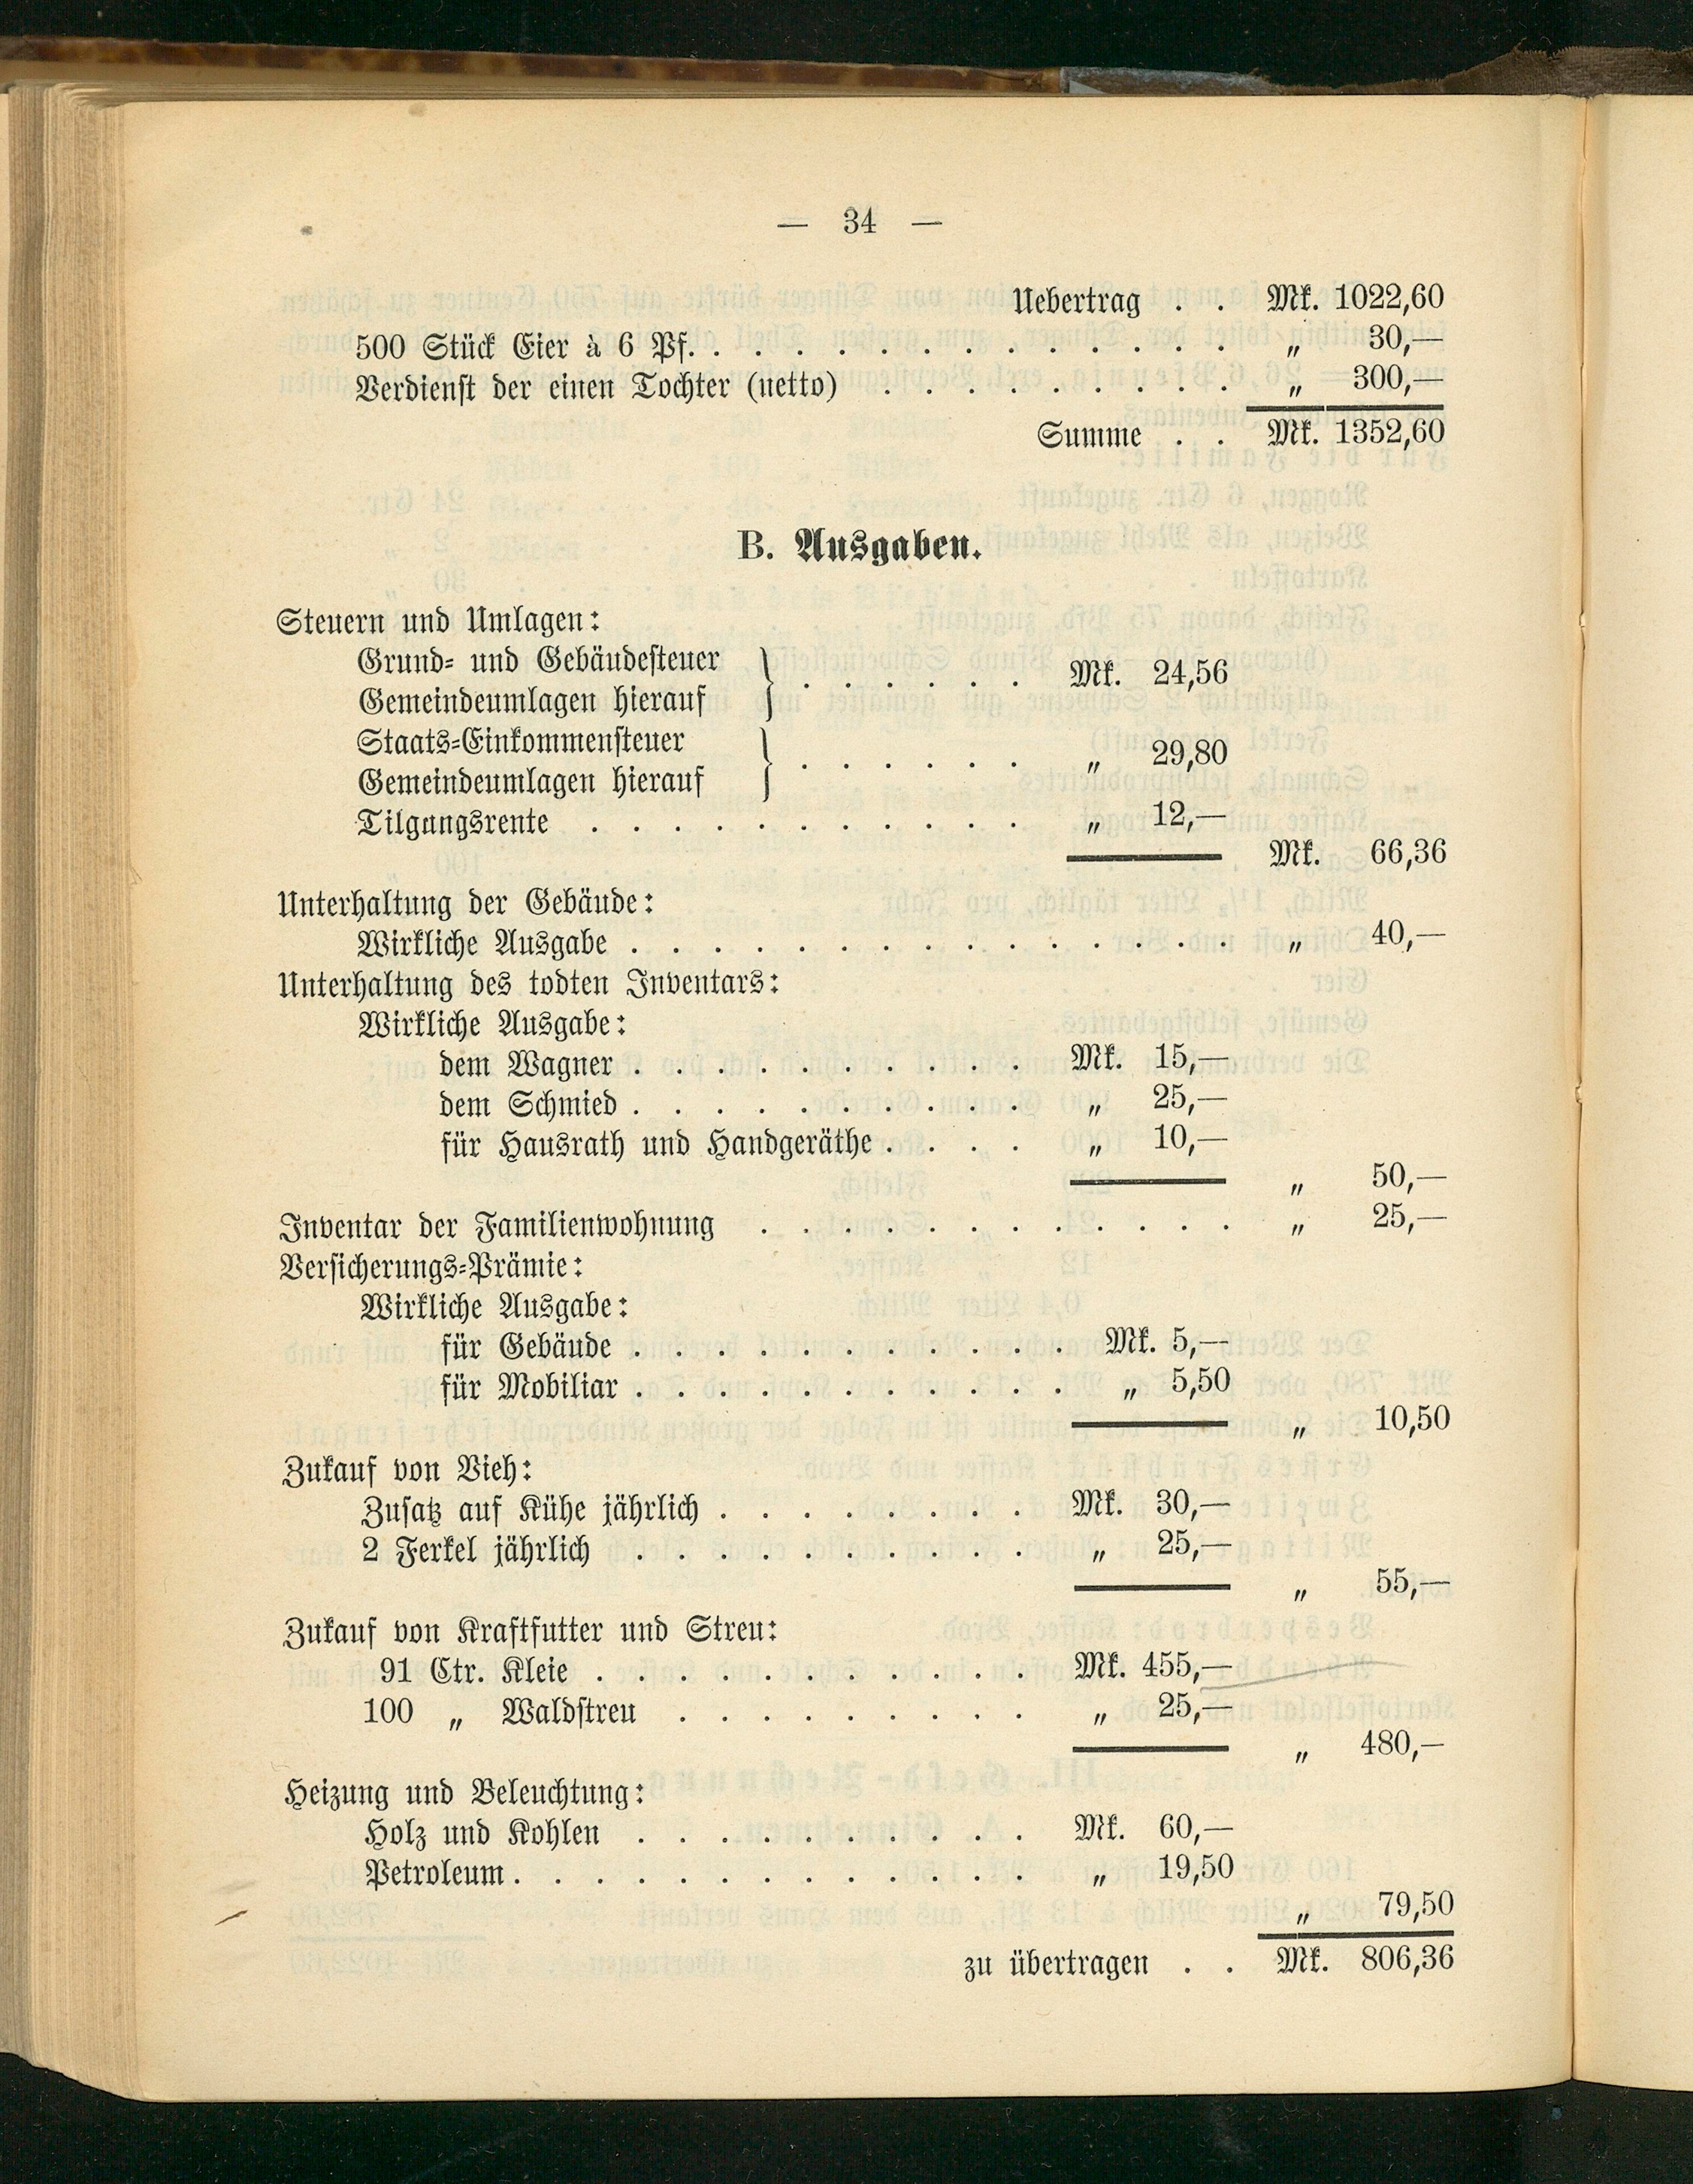 — 34 —
Uebertrag . . Mk. 1022,60
500 Stück Eier à 6 Pf. . . . . . . . . . . . . . „ 30,—
Verdienst der einen Tochter (netto) . . . . . . . . . „ 300,—
Summe . . Mk. 1352,60
B. Ausgaben.
Steuern und Umlagen:
Grund- und Gebäudesteuer
Gemeindeumlagen hierauf } . . . . . . Mk. 24,56
Staats-Einkommensteuer
Gemeindeumlagen hierauf } . . . . . . „ 29,80
Tilgungsrente . . . . . . . . . . . „ 12,—
Mk. 66,36
Unterhaltung der Gebäude:
Wirkliche Ausgabe . . . . . . . . . . . . . . . „ 40,—
Unterhaltung des todten Inventars:
Wirkliche Ausgabe:
dem Wagner . . . . . . . . . . Mk. 15,—
dem Schmied . . . . . . . . . . „ 25,—
für Hausrath und Handgeräthe . . . . „ 10,—
„ 50,—
Inventar der Familienwohnung . . . . . . . . . . . . „ 25,—
Versicherungs-Prämie:
Wirkliche Ausgabe:
für Gebäude . . . . . . . . . . . Mk. 5,—
für Mobiliar . . . . . . . . . . . „ 5,50
„ 10,50
Zukauf von Vieh:
Zusatz auf Kühe jährlich . . . . . . . . Mk. 30,—
2 Ferkel jährlich . . . . . . . . . . „ 25,—
„ 55,—
Zukauf von Kraftfutter und Streu:
91 Ctr. Kleie . . . . . . . . . . . Mk. 455,—
100 „ Waldstreu . . . . . . . . . „ 25,—
„ 480,—
Heizung und Beleuchtung:
Holz und Kohlen . . . . . . . . . . Mk. 60,—
Petroleum . . . . . . . . . . . . . „ 19,50
„ 79,50
zu übertragen . . Mk. 806,36